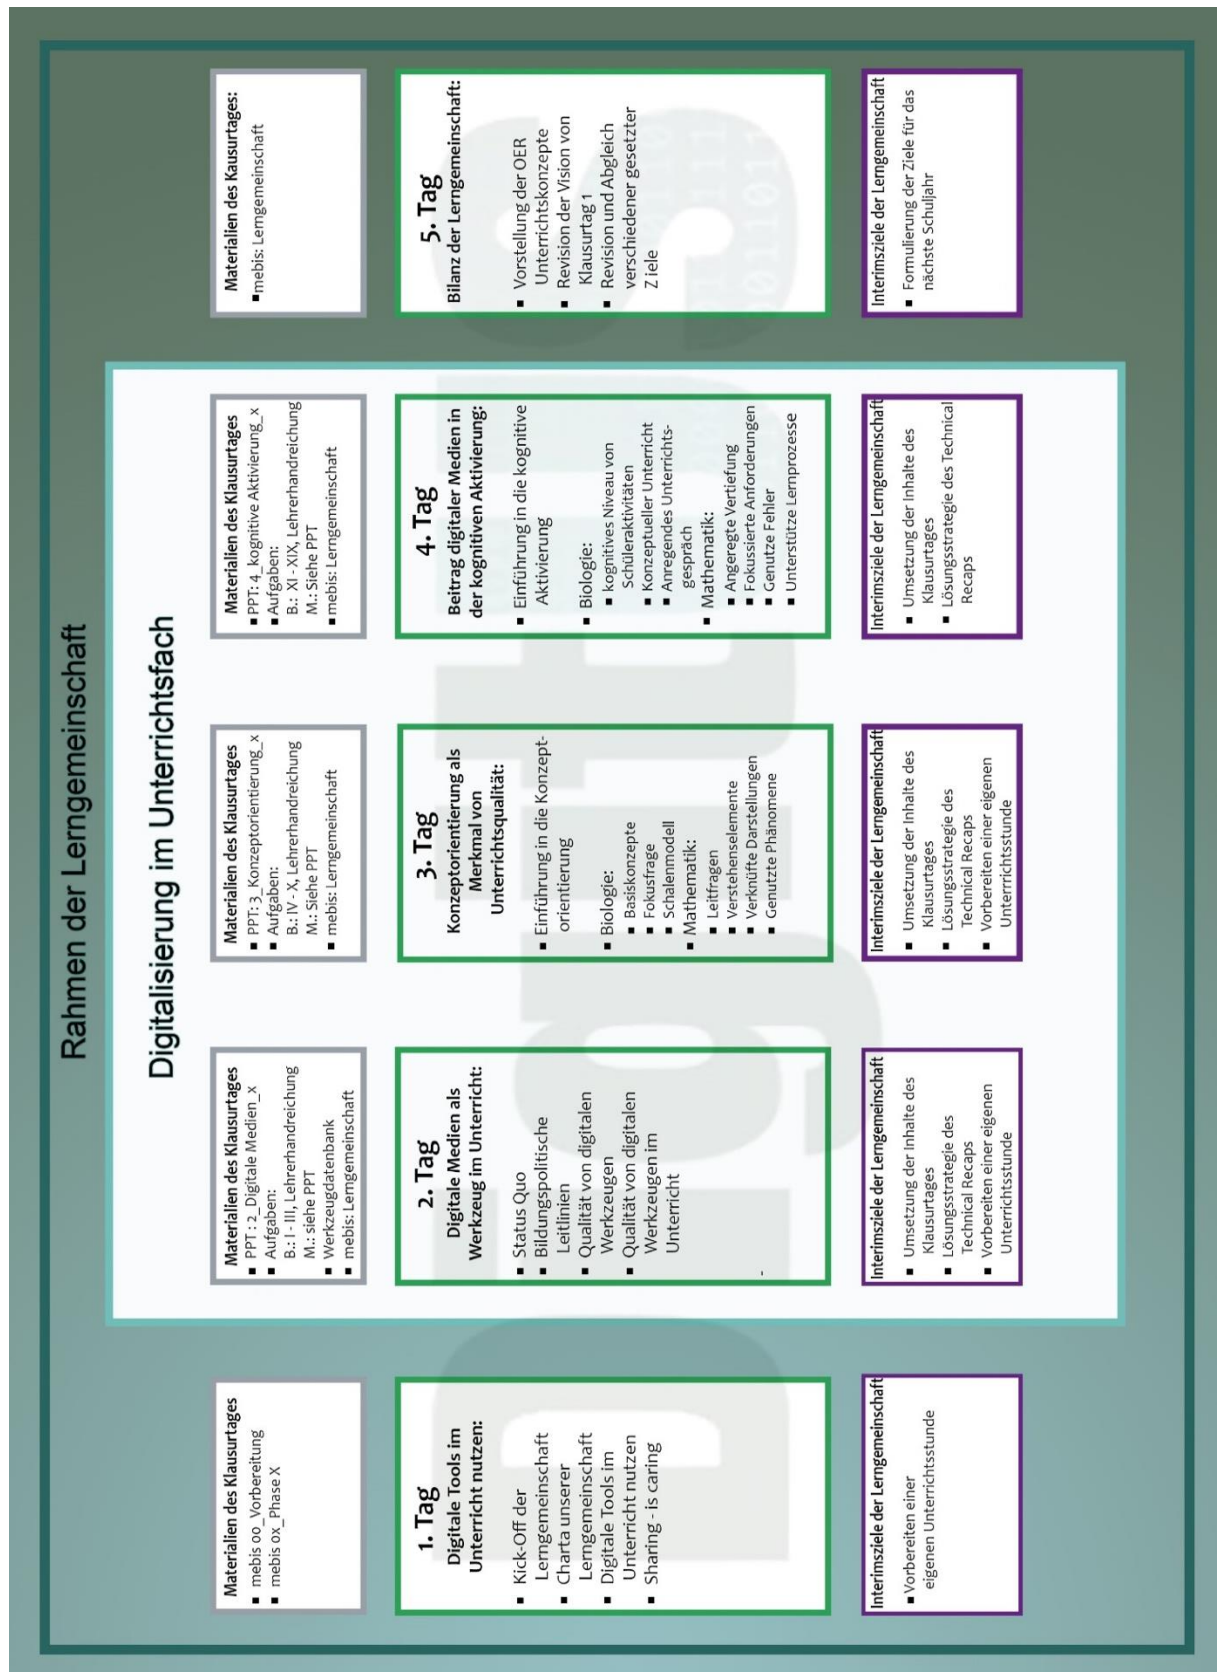 Rahmen der Lerngemeinschaft
Digitalisierung im Unterrichtsfach
Materialien des Klausurtages
▪ mebis 00_Vorbereitung
▪ mebis 0x_Phase X
1. Tag
Digitale Tools im
Unterricht nutzen:
▪ Kick-Off der
Lerngemeinschaft
▪ Charta unserer
Lerngemeinschaft
▪ Digitale Tools im
Unterricht nutzen
▪ Sharing - is caring
Interimsziele der Lerngemeinschaft
▪ Vorbereiten einer
eigenen Unterrichtsstunde
Materialien des Klausurtages
▪ PPT : 2_Digitale Medien_x
▪ Aufgaben:
B.: I - III, Lehrerhandreichung
M.: siehe PPT
▪ Werkzeugdatenbank
▪ mebis: Lerngemeinschaft
2. Tag
Digitale Medien als
Werkzeug im Unterricht:
▪ Status Quo
▪ Bildungspolitische
Leitlinien
▪ Qualität von digitalen
Werkzeugen
▪ Qualität von digitalen
Werkzeugen im
Unterricht
-
Interimsziele der Lerngemeinschaft
▪ Umsetzung der Inhalte des
Klausurtages
▪ Lösungsstrategie des
Technical Recaps
▪ Vorbereiten einer eigenen
Unterrichtsstunde
Materialien des Klausurtages
▪ PPT: 3_Konzeptorientierung_x
▪ Aufgaben:
B.: IV - X, Lehrerhandreichung
M.: Siehe PPT
▪ mebis: Lerngemeinschaft
3. Tag
Konzeptorientierung als
Merkmal von
Unterrichtsqualität:
▪ Einführung in die Konzept-
orientierung
▪ Biologie:
▪ Basiskonzepte
▪ Fokusfrage
▪ Schalenmodell
▪ Mathematik:
▪ Leitfragen
▪ Verstehenselemente
▪ Verknüfte Darstellungen
▪ Genutzte Phänomene
Interimsziele der Lerngemeinschaft
▪ Umsetzung der Inhalte des
Klausurtages
▪ Lösungsstrategie des
Technical Recaps
▪ Vorbereiten einer eigenen
Unterrrichtsstunde
Materialien des Klausurtages
▪ PPT: 4_kognitive Aktivierung_x
▪ Aufgaben:
B.: XI - XIX, Lehrerhandreichung
M.: Siehe PPT
▪ mebis: Lerngemeinschaft
4. Tag
Beitrag digitaler Medien in
der kognitiven Aktivierung:
▪ Einführung in die kognitive
Aktivierung
▪ Biologie:
▪ kognitives Niveau von
Schüleraktivitäten
▪ Konzeptueller Unterricht
▪ Anregendes Unterrichts-
gespräch
▪ Mathematik:
▪ Angeregte Vertiefung
▪ Fokussierte Anforderungen
▪ Genutze Fehler
▪ Unterstütze Lernprozesse
Interimsziele der Lerngemeinschaft
▪ Umsetzung der Inhalte des
Klausurtages
▪ Lösungsstrategie des Technical
Recaps
Materialien des Kausurtages:
▪ mebis: Lerngemeinschaft
5. Tag
Bilanz der Lerngemeinschaft:
▪ Vorstellung der OER
Unterrichtskonzepte
▪ Revision der Vision von
Klausurtag 1
▪ Revision und Abgleich
verschiedener gesetzter
Ziele
Interimsziele der Lerngemeinschaft
▪ Formulierung der Ziele für das
nächste Schuljahr